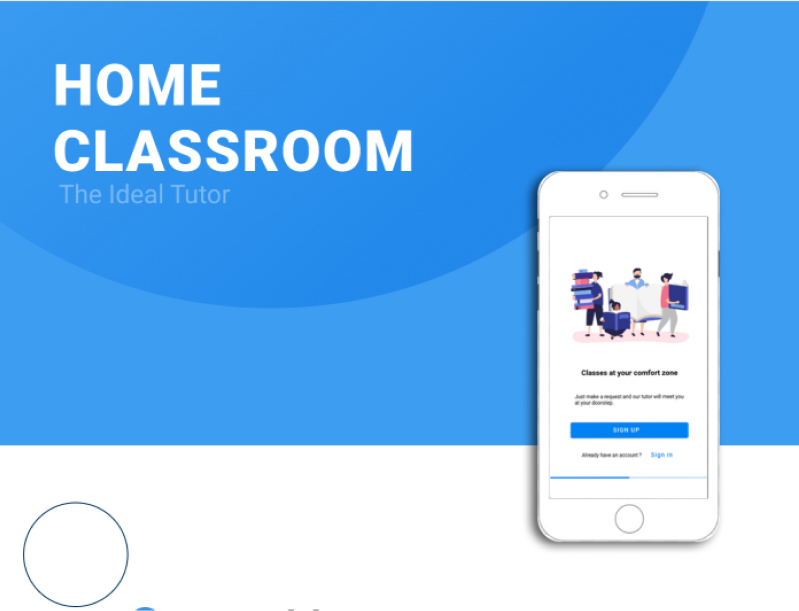 HOME
CLASSROOM
The Ideal Tutor
Classes at your comfort zone
Just make a request and our tutor will meet you
at your doorstep.
SIGN UP
Already have an account ? Sign in